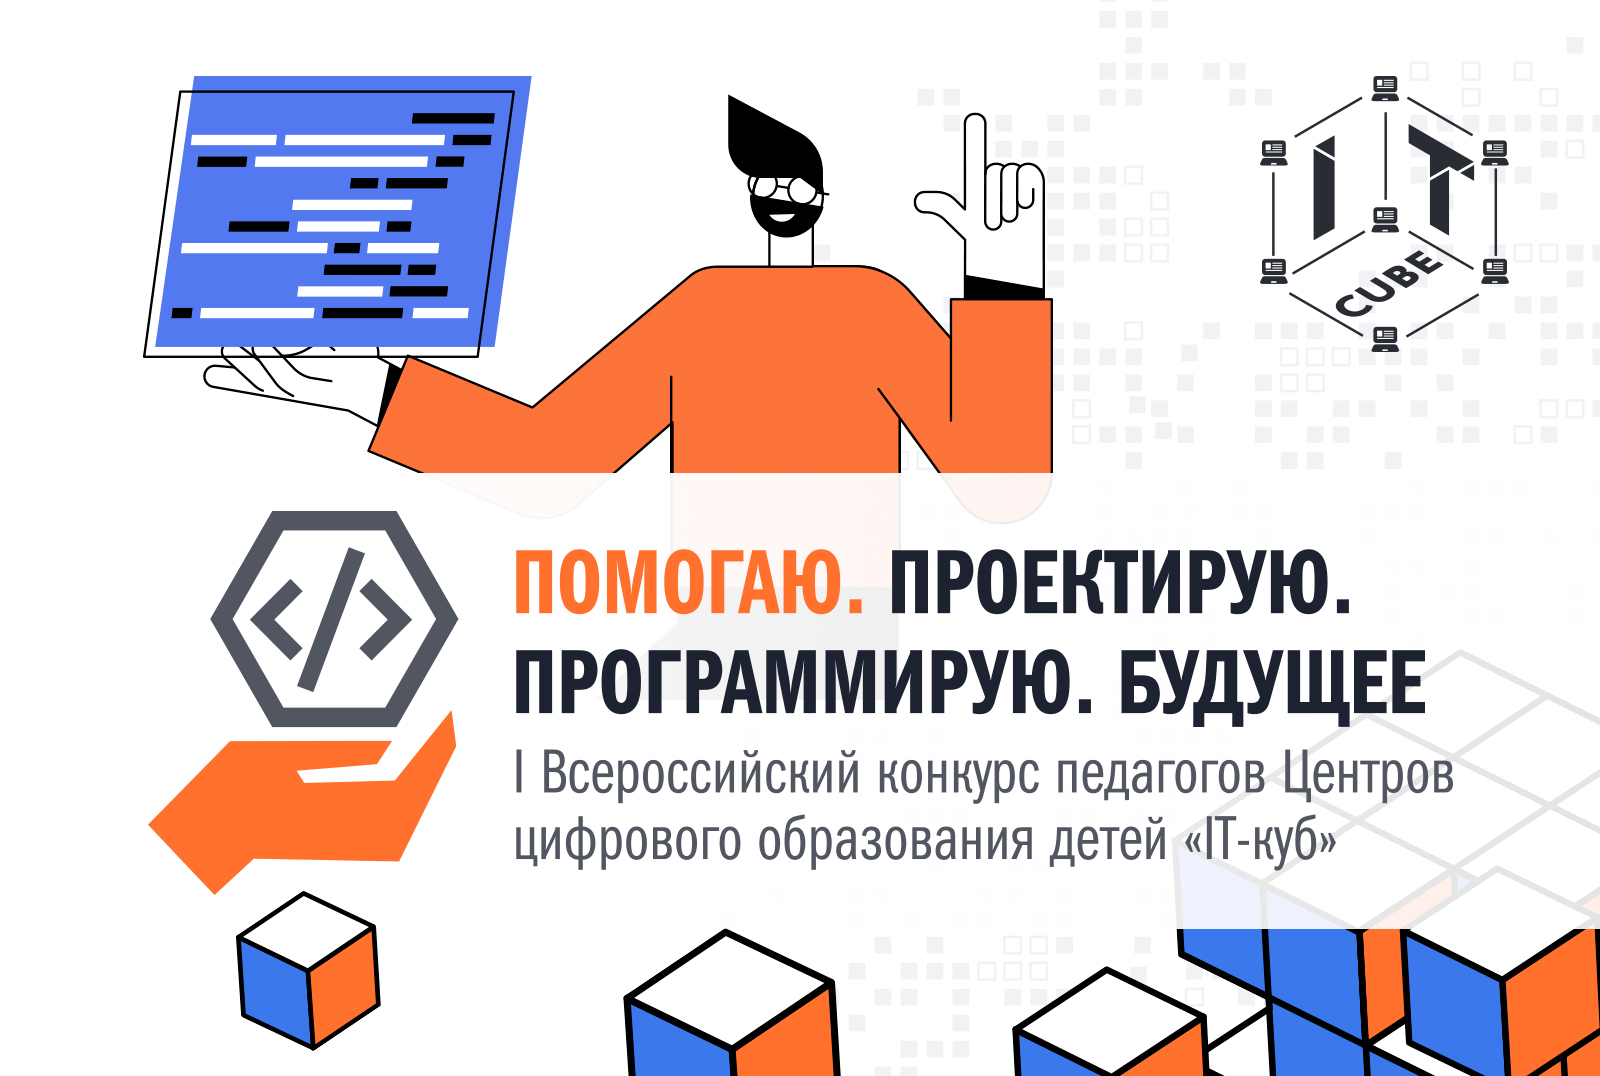 IT
CUBE
ПОМОГАЮ. ПРОЕКТИРУЮ.
ПРОГРАММИРУЮ. БУДУЩЕЕ
I Всероссийский конкурс педагогов Центров
цифрового образования детей «IT-куб»